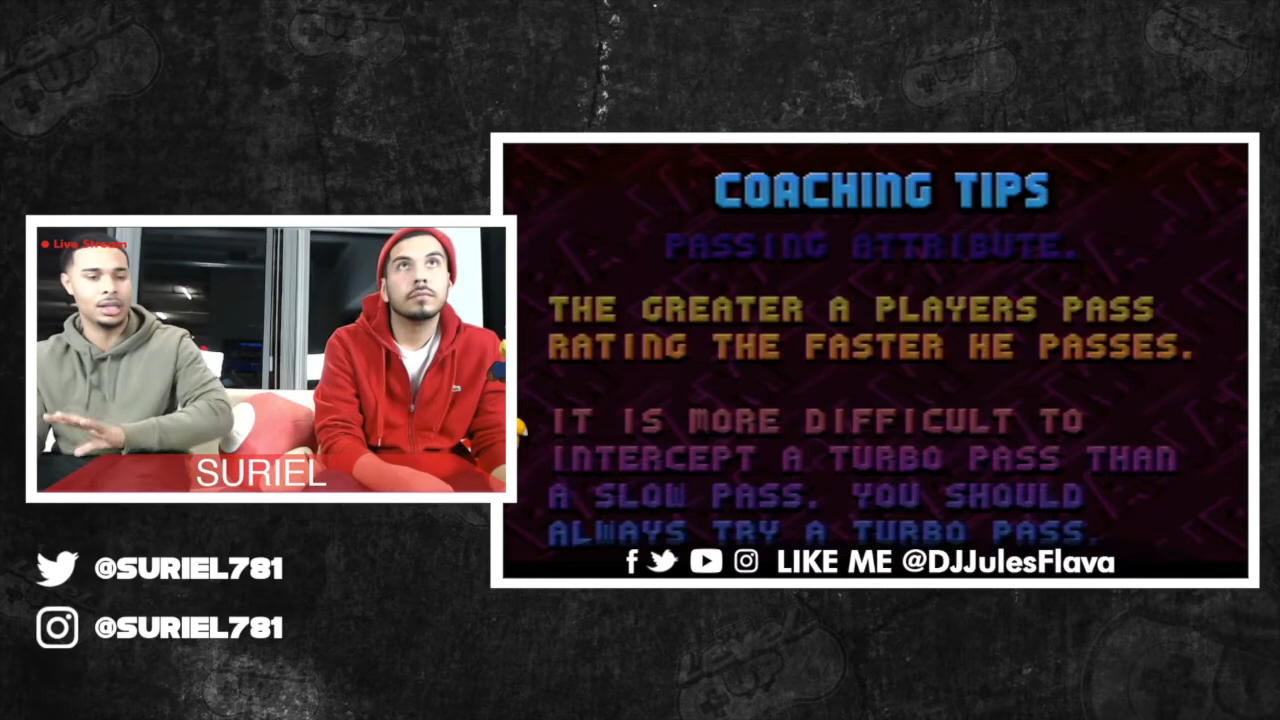 Live Stream
SURIEL
@SURIEL781
@SURIEL781
COACHING TIPS
PASSING ATTRIBUTE.
THE GREATER A PLAYERS PASS
RATING THE FASTER HE PASSES.
IT IS MORE DIFFICULT TO
INTERCEPT A TURBO PASS THAN
A SLOW PASS. YOU SHOULD
ALWAYS TRY A TURBO PASS.
LIKE ME @DJJulesFlava